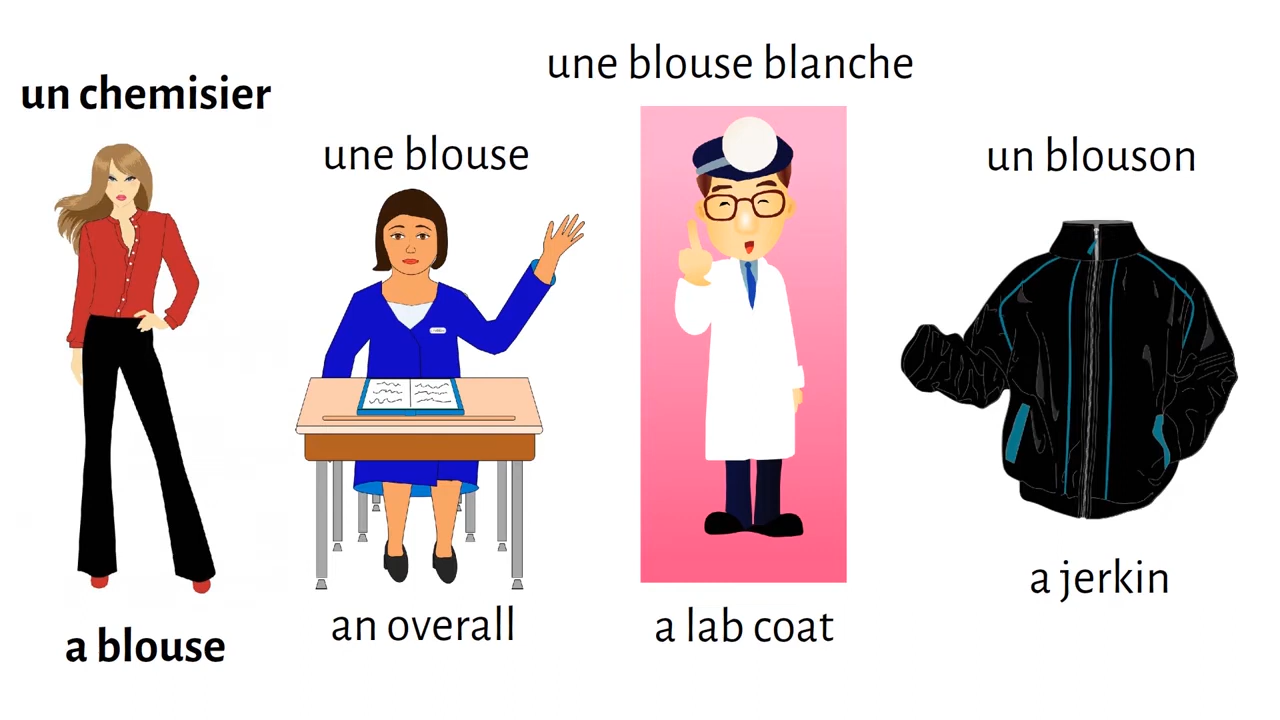 un chemisier
a blouse
une blouse
an overall
une blouse blanche
a lab coat
un blouson
a jerkin